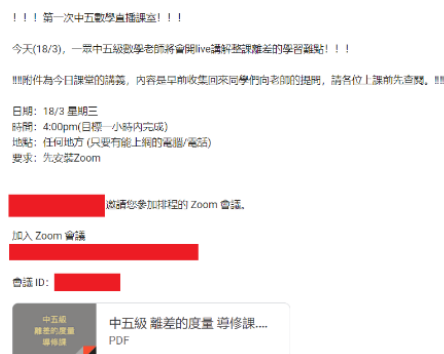 ！！！第一次中五數學直播課室！！！
今天(18/3)，一眾中五級數學老師將會開live講解整課離差的學習難點！！！
!!!!附件為今日課堂的講義，內容是早前收集回來同學們向老師的提問，請各位上課前先查閱。!!!!
日期：18/3 星期三
時間：4:00pm(目標一小時內完成)
地點：任何地方 (只要有能上網的電腦/電話)
要求：先安裝Zoom
邀請您參加排程的 Zoom 會議。
加入 Zoom 會議
會議 ID：
中五級
離差的度量
導修課
中五級 離差的度量 導修課....
PDF